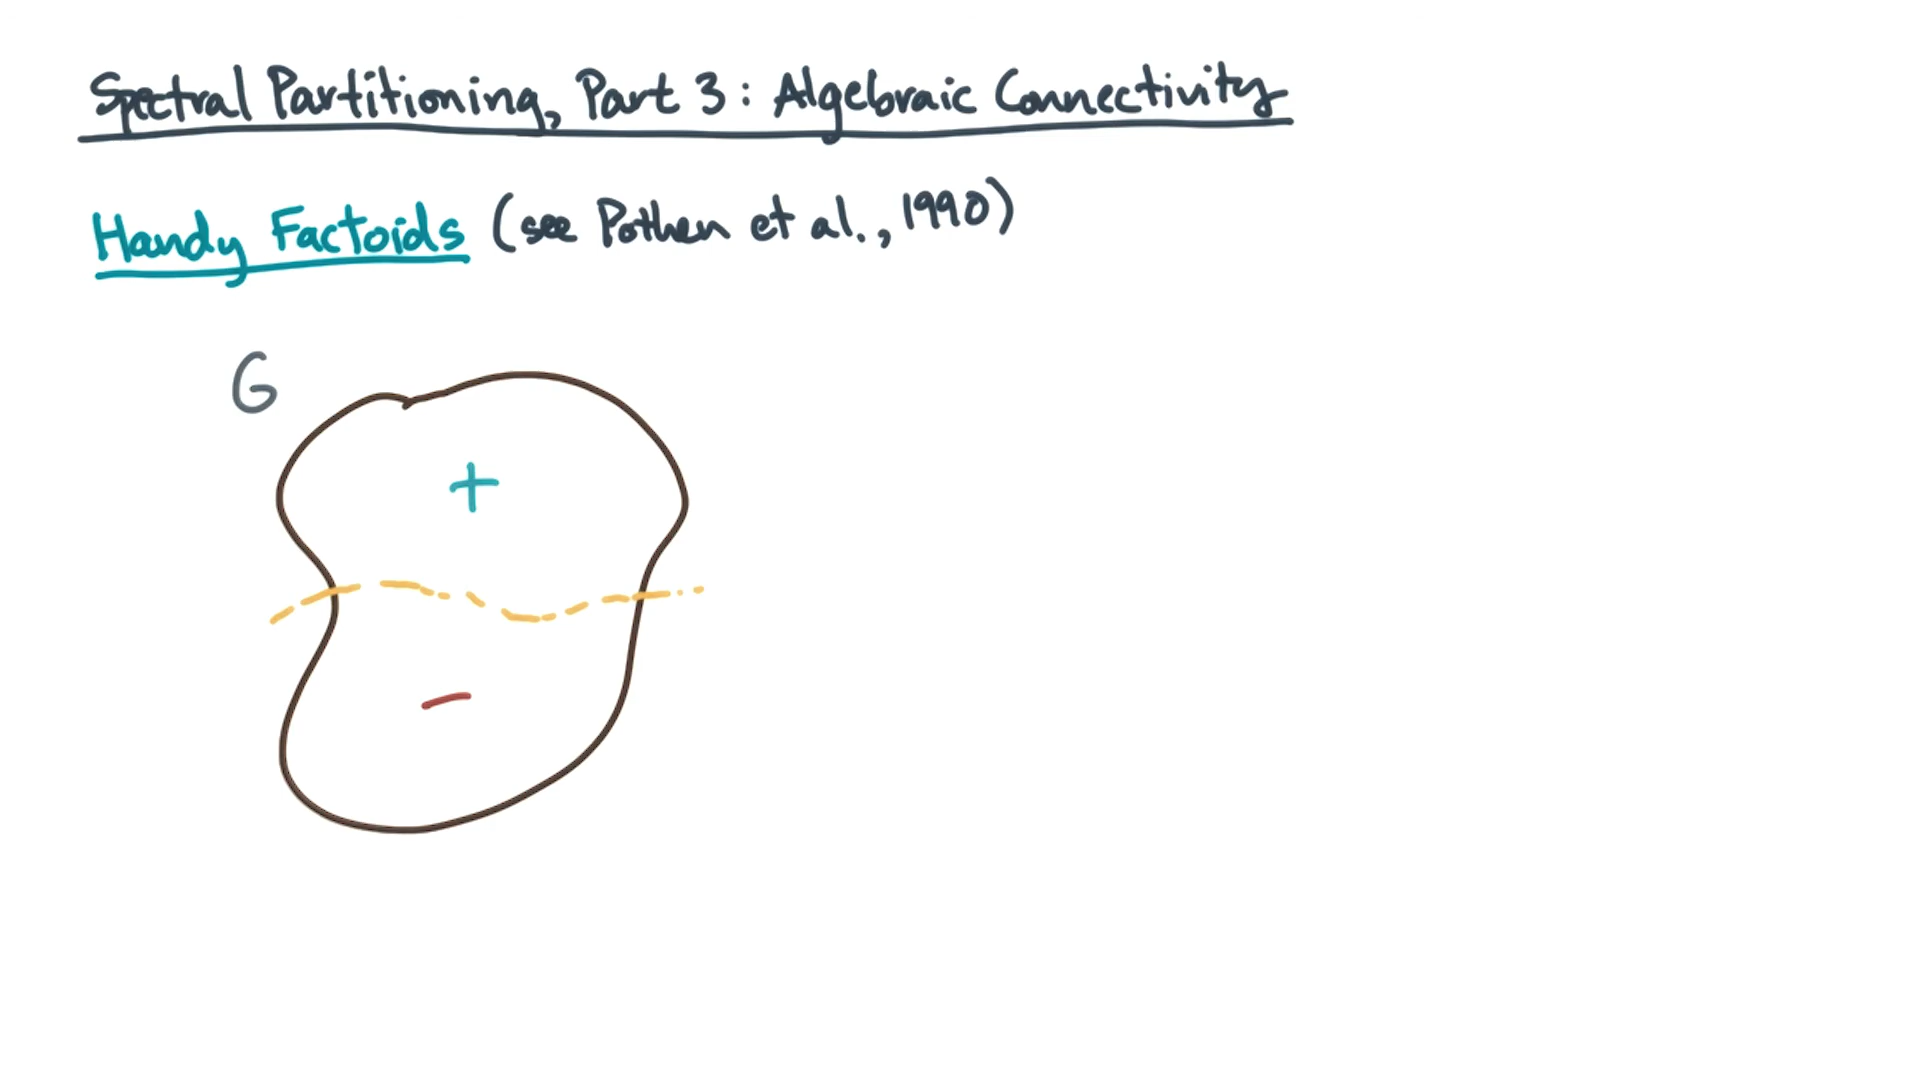 Spectral Partitioning, Part 3: Algebraic Connectivity
Handy Factoids (see Pothen et al., 1990)
G
+
−